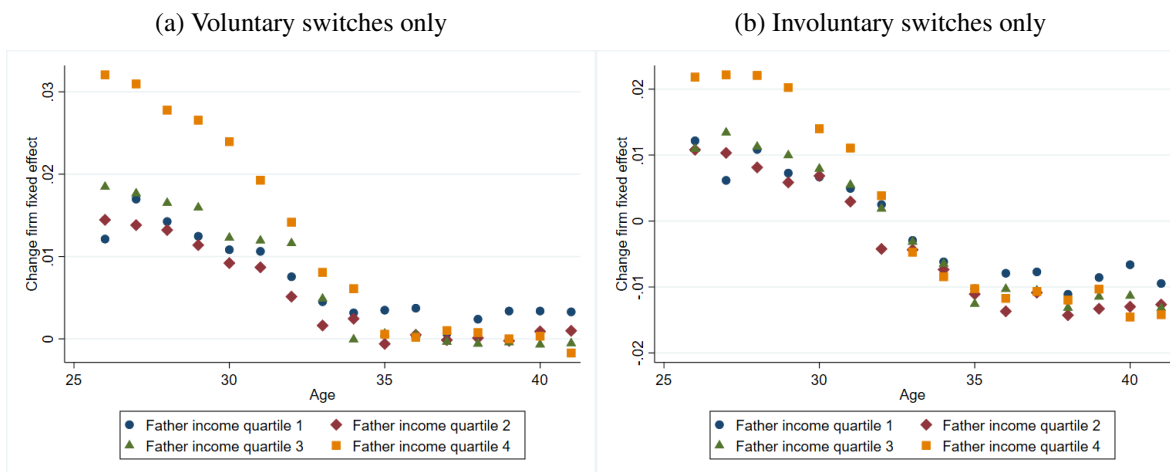 (a) Voluntary switches only
Change firm fixed effect
.03
.02
.01
0
25
30
35
40
Age
Father income quartile 1
Father income quartile 2
Father income quartile 3
Father income quartile 4
(b) Involuntary switches only
Change firm fixed effect
.02
.01
0
-.01
-.02
25
30
35
40
Age
Father income quartile 1
Father income quartile 2
Father income quartile 3
Father income quartile 4